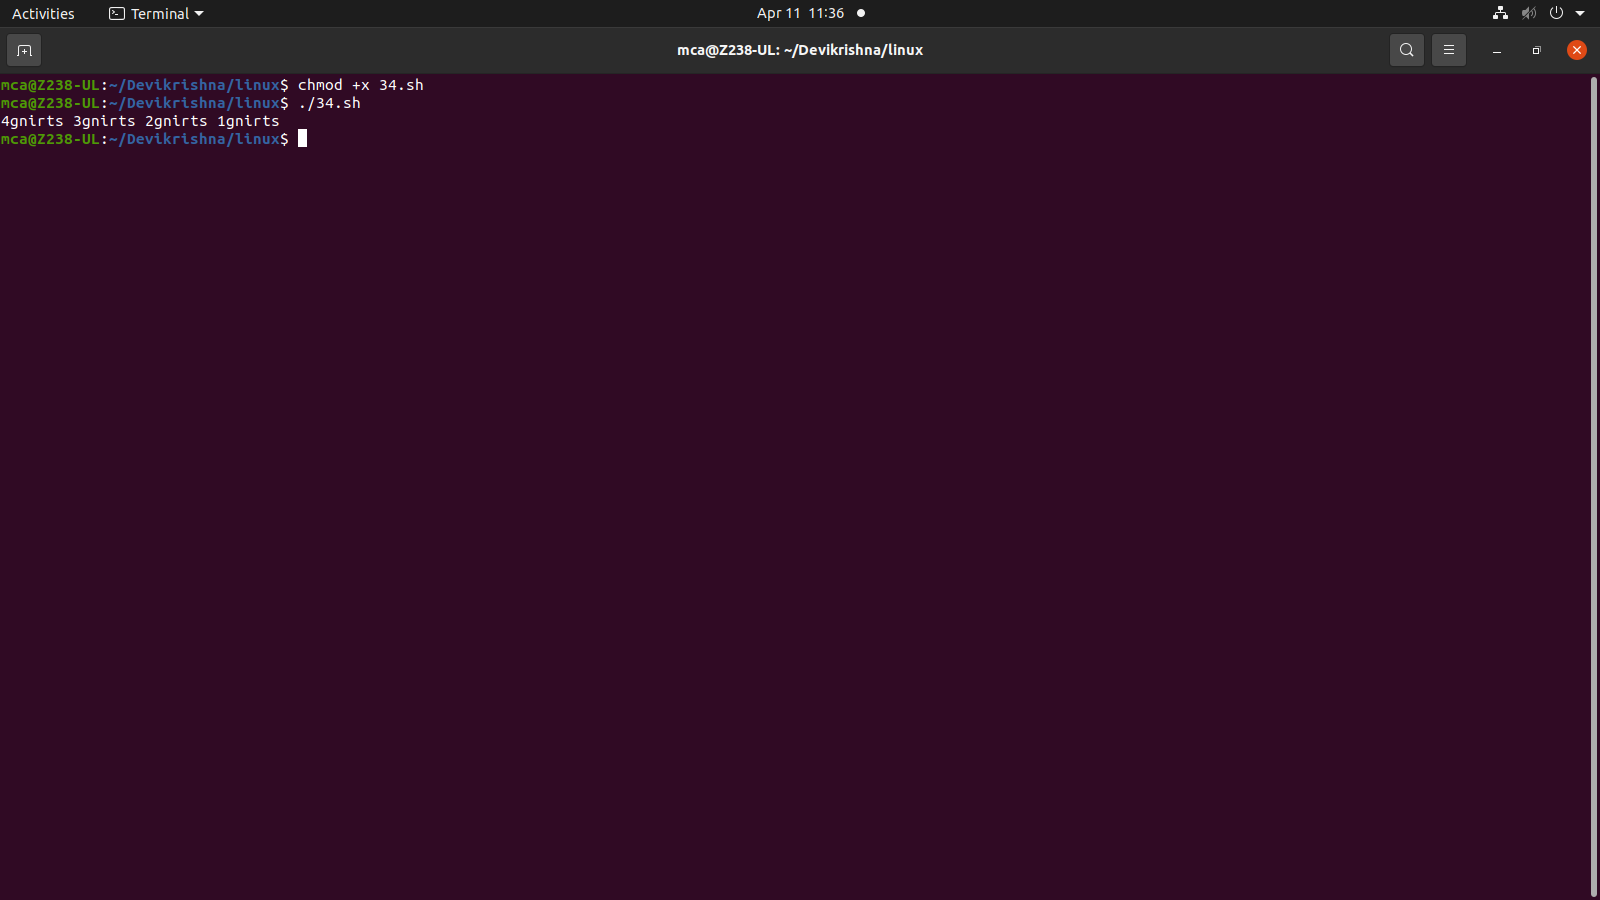 Activities Terminal Apr 11 11:36
mca@Z238-UL: ~/Devikrishna/linux
mca@Z238-UL:~/Devikrishna/linux$ chmod +x 34.sh
mca@Z238-UL:~/Devikrishna/linux$ ./34.sh
4gnirts 3gnirts 2gnirts 1gnirts
mca@Z238-UL:~/Devikrishna/linux$